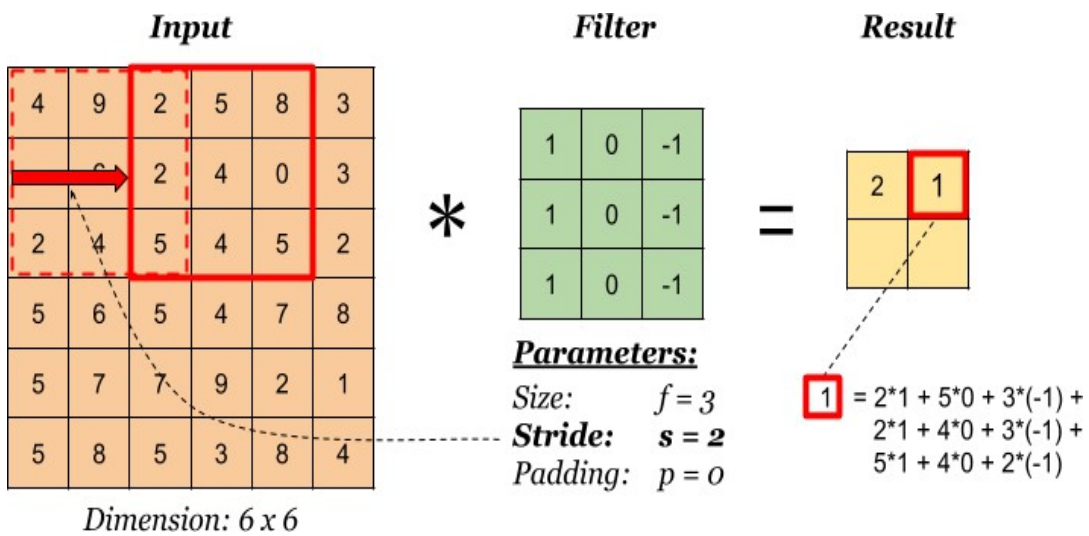 Input Filter Result
4 9 2 5 8 3
2 4 0 3
2 4 5 4 5 2
5 6 5 4 7 8
5 7 7 9 2 1
5 8 5 3 8 4
Dimension: 6 x 6
*
1 0 -1
1 0 -1
1 0 -1
Parameters:
Size: f = 3
Stride: s = 2
Padding: p = 0
=
2 1
1 = 2*1 + 5*0 + 3*(-1) +
2*1 + 4*0 + 3*(-1) +
5*1 + 4*0 + 2*(-1)